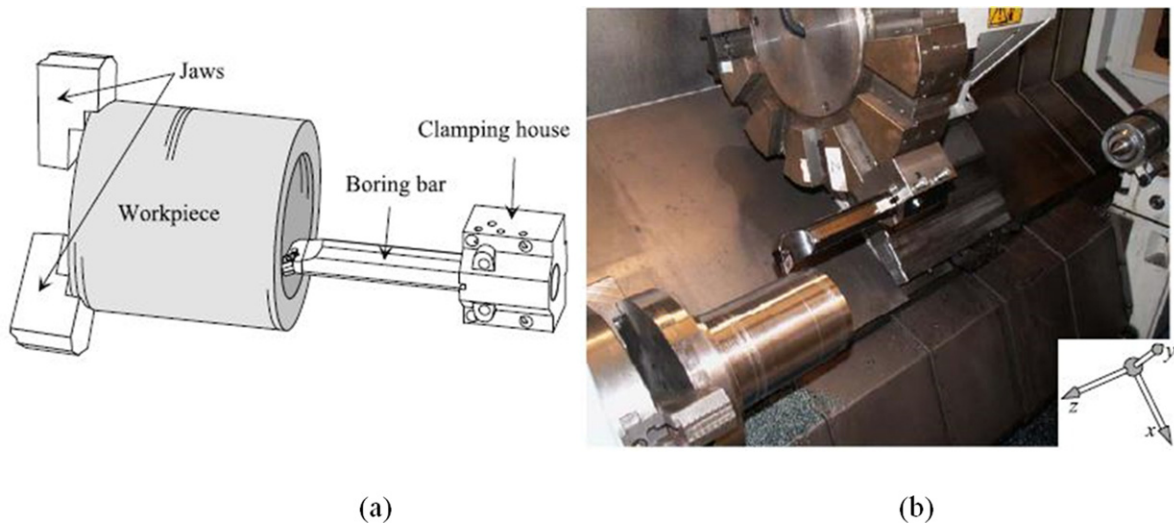 Jaws
Clamping house
Boring bar
Workpiece
y
z
x
(a)
(b)